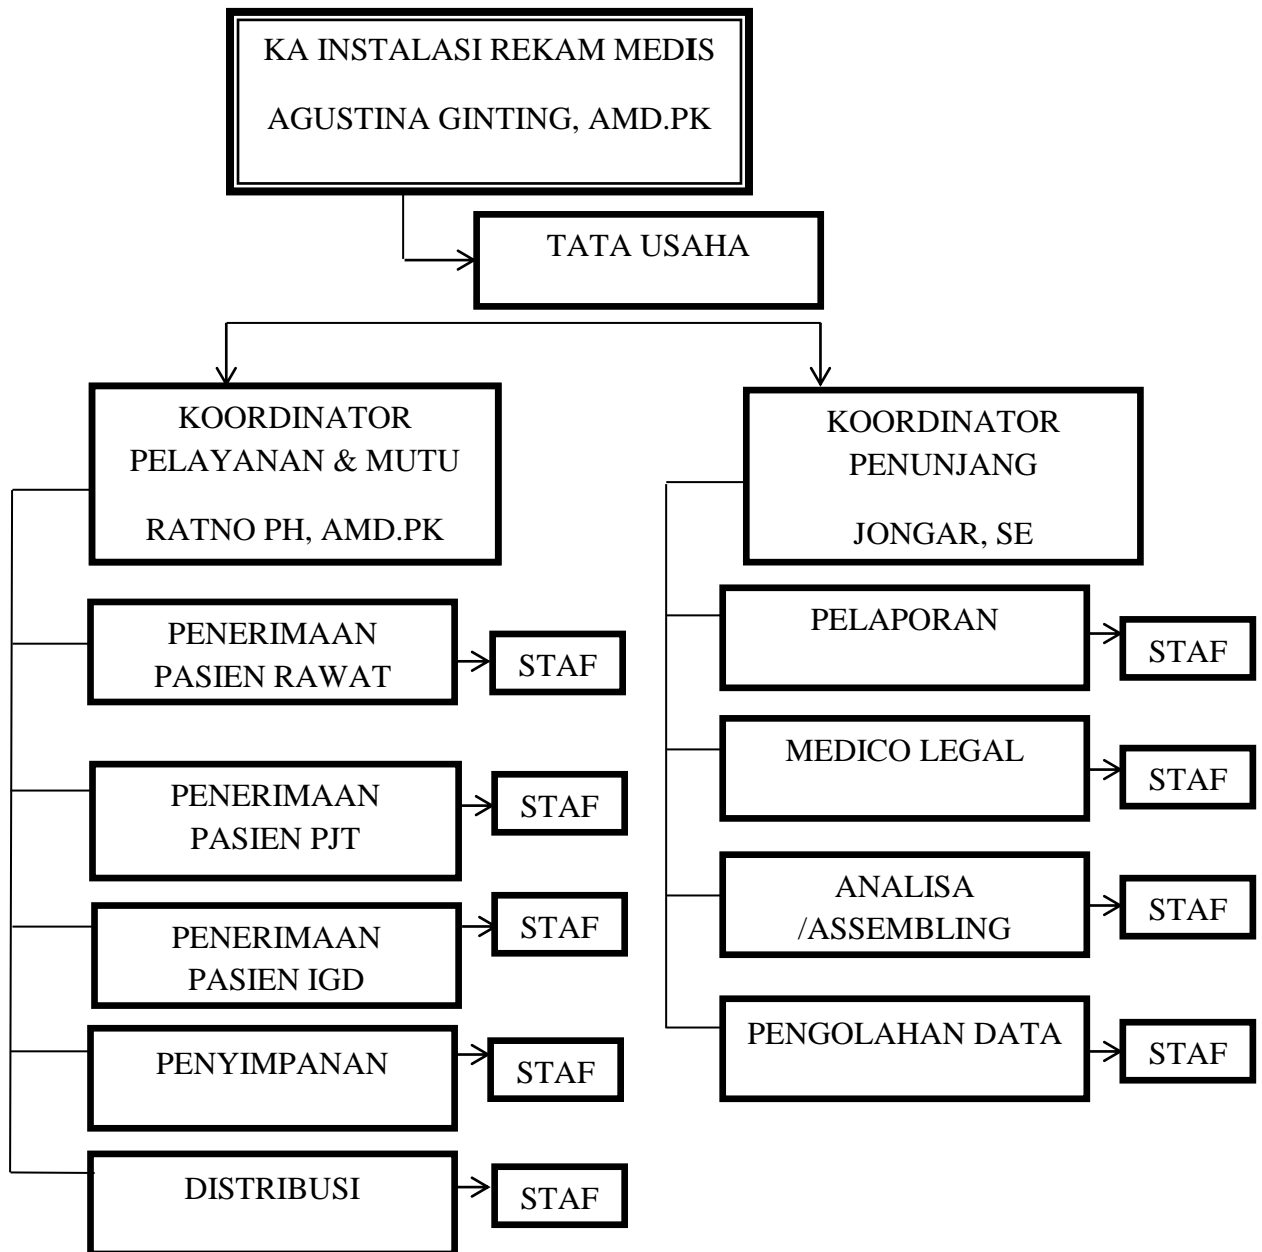 KA INSTALASI REKAM MEDIS
AGUSTINA GINTING, AMD.PK
TATA USAHA
KOORDINATOR
PELAYANAN & MUTU
RATNO PH, AMD.PK
KOORDINATOR
PENUNJANG
JONGAR, SE
PENERIMAAN
PASIEN RAWAT
STAF
PELAPORAN
STAF
PENERIMAAN
PASIEN PJT
STAF
MEDICO LEGAL
STAF
PENERIMAAN
PASIEN IGD
STAF
ANALISA
/ASSEMBLING
STAF
PENYIMPANAN
STAF
PENGOLAHAN DATA
STAF
DISTRIBUSI
STAF